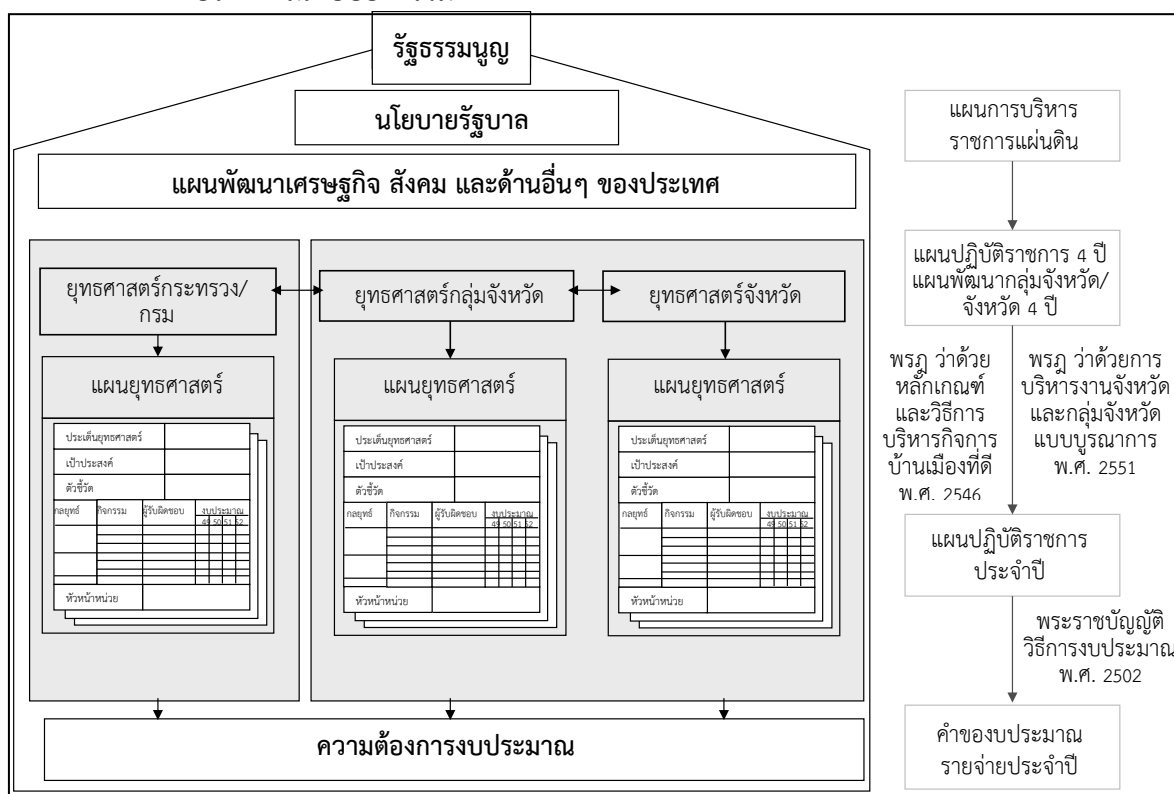 รัฐธรรมนูญ
นโยบายรัฐบาล
แผนพัฒนาเศรษฐกิจ สังคม และด้านอื่นๆ ของประเทศ
ยุทธศาสตร์กระทรวง/
กรม
ยุทธศาสตร์กลุ่มจังหวัด
ยุทธศาสตร์จังหวัด
แผนยุทธศาสตร์
ประเด็นยุทธศาสตร์
เป้าประสงค์
ตัวชี้วัด
กลยุทธ์ กิจกรรม ผู้รับผิดชอบ งบประมาณ
49 50 51 52
หัวหน้าหน่วย
แผนยุทธศาสตร์
ประเด็นยุทธศาสตร์
เป้าประสงค์
ตัวชี้วัด
กลยุทธ์ กิจกรรม ผู้รับผิดชอบ งบประมาณ
49 50 51 52
หัวหน้าหน่วย
แผนยุทธศาสตร์
ประเด็นยุทธศาสตร์
เป้าประสงค์
ตัวชี้วัด
กลยุทธ์ กิจกรรม ผู้รับผิดชอบ งบประมาณ
49 50 51 52
หัวหน้าหน่วย
ความต้องการงบประมาณ
แผนการบริหาร
ราชการแผ่นดิน
แผนปฏิบัติราชการ 4 ปี
แผนพัฒนากลุ่มจังหวัด/
จังหวัด 4 ปี
พรฎ ว่าด้วย
หลักเกณฑ์
และวิธีการ
บริหารกิจการ
บ้านเมืองที่ดี
พ.ศ. 2546
พรฎ ว่าด้วยการ
บริหารงานจังหวัด
และกลุ่มจังหวัด
แบบบูรณาการ
พ.ศ. 2551
แผนปฏิบัติราชการ
ประจำปี
พระราชบัญญัติ
วิธีการงบประมาณ
พ.ศ. 2502
คำของบประมาณ
รายจ่ายประจำปี